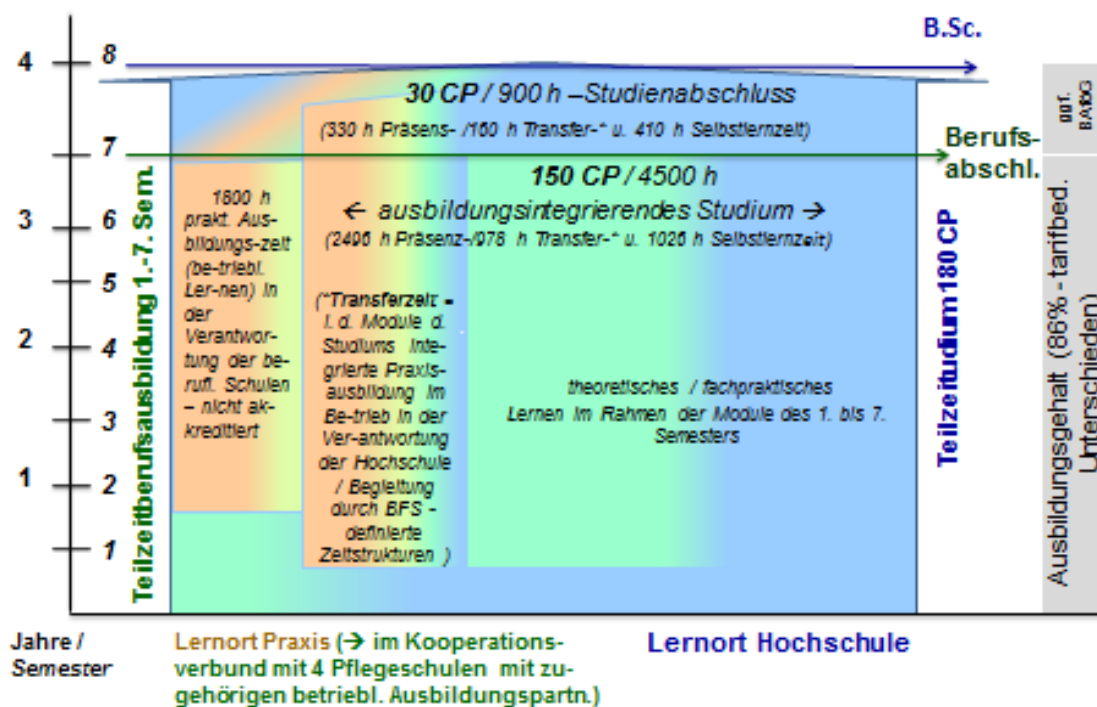 B.Sc.
4
8
30 CP / 900 h –Studienabschluss
(330 h Präsens- /160 h Transfer-* u. 410 h Selbstlernzeit)
ggf.
BAföG
7
Berufs-
abschl.
150 CP / 4500 h
← ausbildungsintegrierendes Studium →
(2496 h Präsenz-/978 h Transfer-* u. 1026 h Selbstlernzeit)
3
6
5
2
4
3
1
2
1
Teilzeitberufsausbildung 1.-7. Sem.
1800 h
prakt. Aus-
bildungs-zeit
(be-triebl.
Ler-nen) in
der
Verantwor-
tung der be-
rufl. Schulen
– nicht ak-
kreditiert
(*Transferzeit =
i. d. Module d.
Studiums inte-
grierte Praxis-
ausbildung im
Be-trieb in der
Ver-antwortung
der Hochschule
/ Begleitung
durch BFS -
definierte
Zeitstrukturen )
theoretisches / fachpraktisches
Lernen im Rahmen der Module des 1. bis 7.
Semesters
Teilzeitudium 180 CP
Ausbildungsgehalt (86% - tarifbed.
Unterschieden)
Jahre /
Semester
Lernort Praxis (→ im Kooperations-
verbund mit 4 Pflegeschulen mit zu-
gehörigen betriebl. Ausbildungspartn.)
Lernort Hochschule